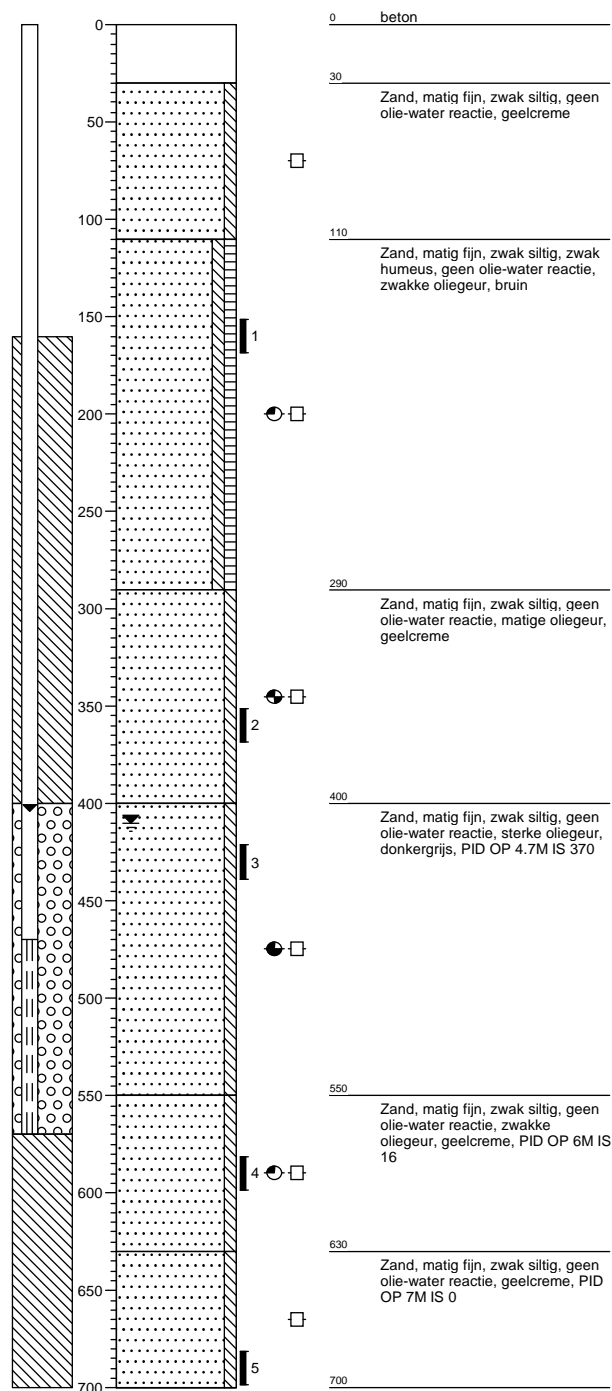 0
50
100
150
200
250
300
350
400
450
500
550
600
650
700
1
2
3
4
5
0
beton
30
Zand, matig fijn, zwak siltig, geen
olie-water reactie, geelcreme
110
Zand, matig fijn, zwak siltig, zwak
humeus, geen olie-water reactie,
zwakke oliegeur, bruin
290
Zand, matig fijn, zwak siltig, geen
olie-water reactie, matige oliegeur,
geelcreme
400
Zand, matig fijn, zwak siltig, geen
olie-water reactie, sterke oliegeur,
donkergrijs, PID OP 4.7M IS 370
550
Zand, matig fijn, zwak siltig, geen
olie-water reactie, zwakke
oliegeur, geelcreme, PID OP 6M IS
16
630
Zand, matig fijn, zwak siltig, geen
olie-water reactie, geelcreme, PID
OP 7M IS 0
700